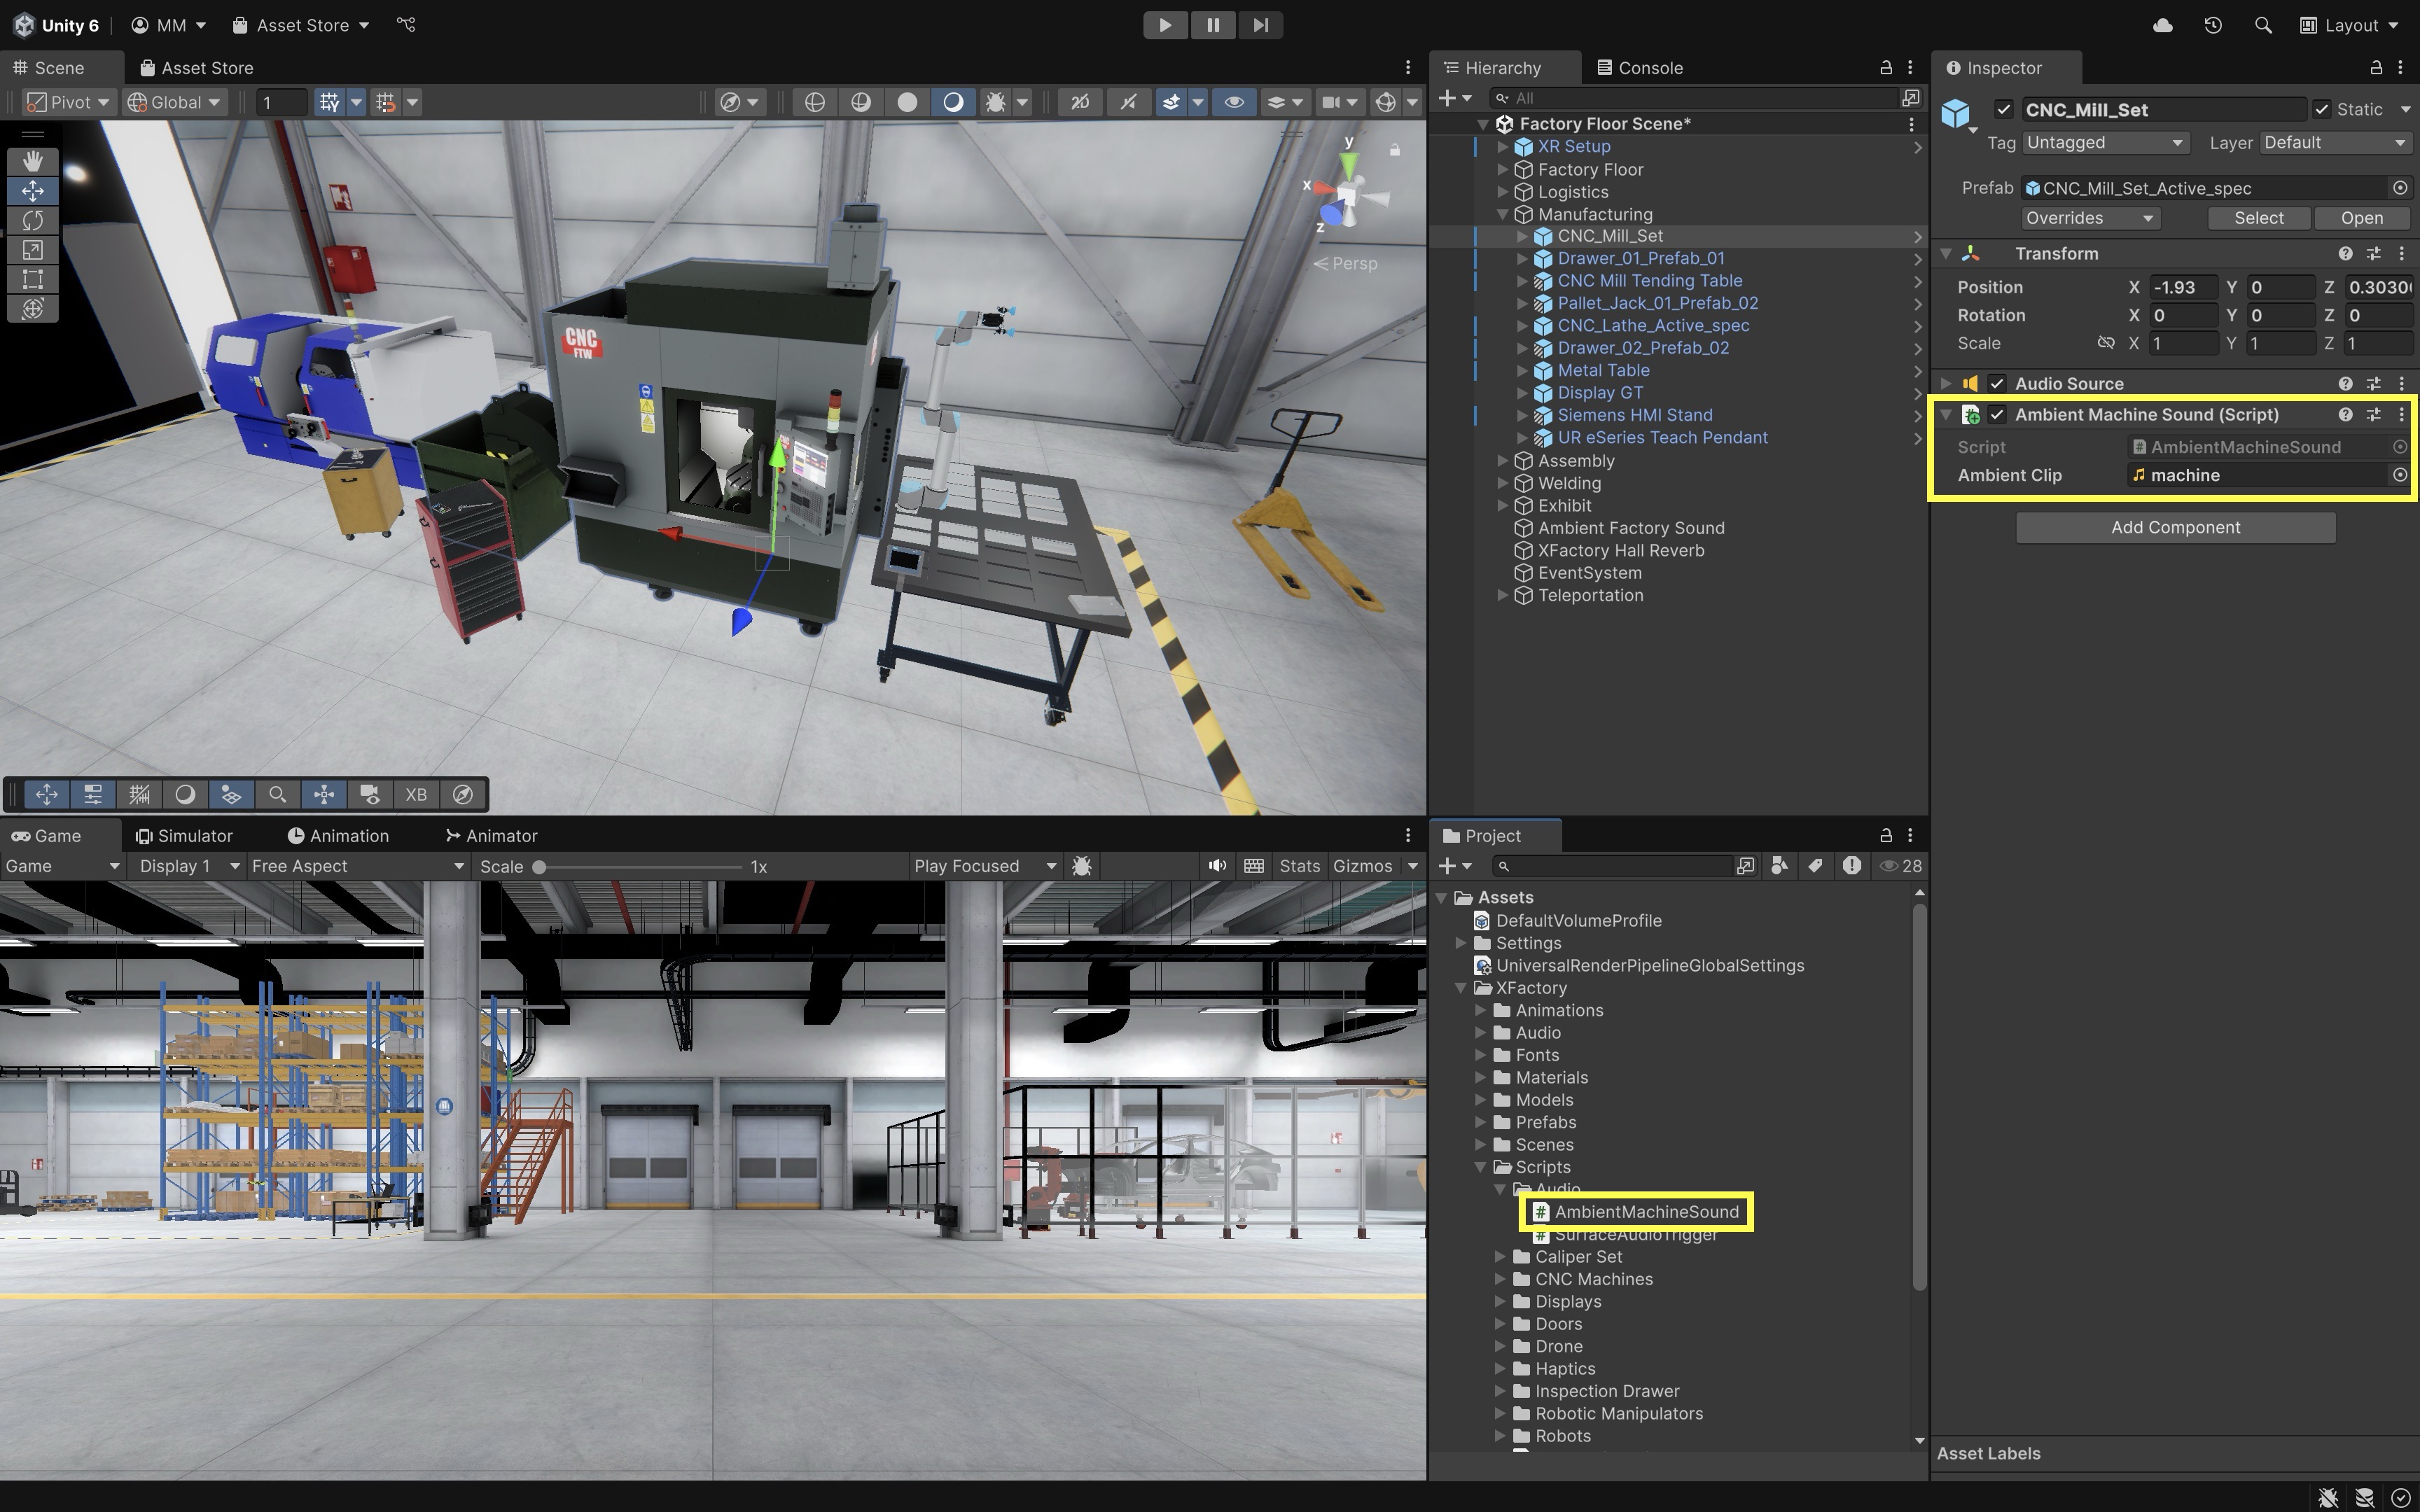 Unity 6
MM
Asset Store
Layout
Scene
Asset Store
Pivot
Global
1
2D
y
x
z
Persp
CNC
FTW
XB
Hierarchy
Console
All
Factory Floor Scene*
XR Setup
Factory Floor
Logistics
Manufacturing
CNC_Mill_Set
Drawer_01_Prefab_01
CNC Mill Tending Table
Pallet_Jack_01_Prefab_02
CNC_Lathe_Active_spec
Drawer_02_Prefab_02
Metal Table
Display GT
Siemens HMI Stand
UR eSeries Teach Pendant
Assembly
Welding
Exhibit
Ambient Factory Sound
XFactory Hall Reverb
EventSystem
Teleportation
Inspector
CNC_Mill_Set
Static
Tag Untagged Layer Default
Prefab CNC_Mill_Set_Active_spec
Overrides Select Open
Transform
Position X -1.93 Y 0 Z 0.3030
Rotation X 0 Y 0 Z 0
Scale X 1 Y 1 Z 1
Audio Source
Ambient Machine Sound (Script)
Script AmbientMachineSound
Ambient Clip machine
Add Component
Asset Labels
Game
Simulator
Animation
Animator
Game Display 1 Free Aspect Scale 1x Play Focused Stats Gizmos
Project
28
Assets
DefaultVolumeProfile
Settings
UniversalRenderPipelineGlobalSettings
XFactory
Animations
Audio
Fonts
Materials
Models
Prefabs
Scenes
Scripts
Audio
AmbientMachineSound
SurfaceAudioTrigger
Caliper Set
CNC Machines
Displays
Doors
Drone
Haptics
Inspection Drawer
Robotic Manipulators
Robots